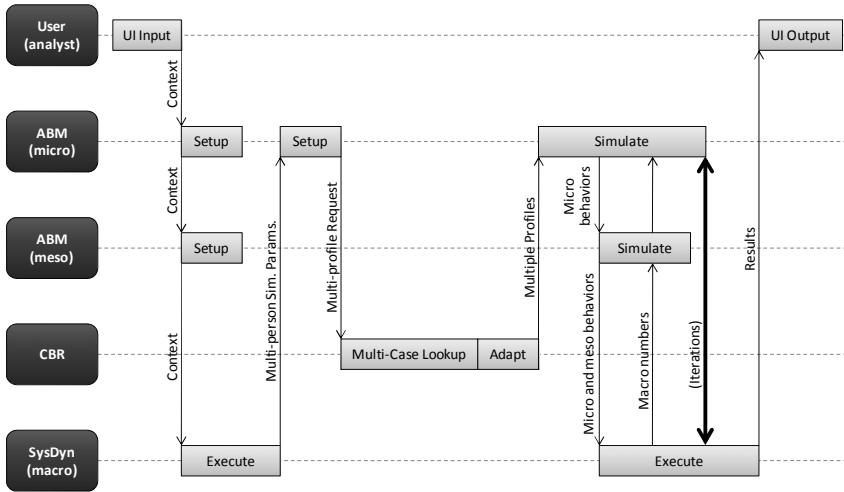 User
(analyst)
UI Input
UI Output
Context
ABM
(micro)
Setup
Setup
Simulate
Context
Multi-person Sim. Params.
Multi-profile Request
Multiple Profiles
Micro
behaviors
(Iterations)
Results
ABM
(meso)
Setup
Simulate
Context
Micro and meso behaviors
Macro numbers
CBR
Multi-Case Lookup
Adapt
SysDyn
(macro)
Execute
Execute